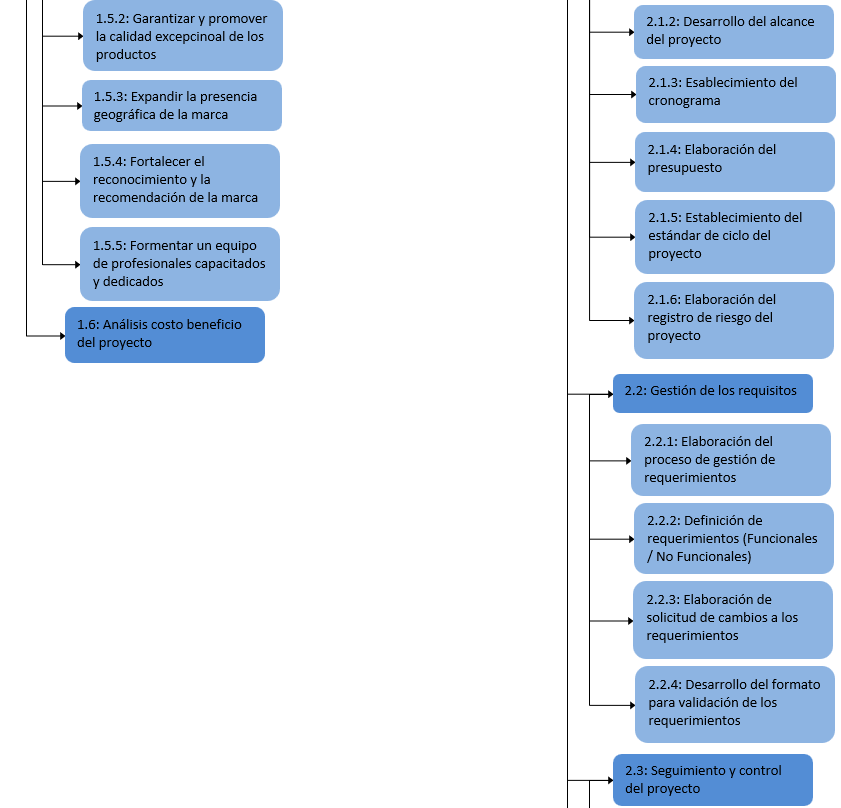 1.5.2: Garantizar y promover
la calidad excepcinoal de los
productos
1.5.3: Expandir la presencia
geográfica de la marca
1.5.4: Fortalecer el
reconocimiento y la
recomendación de la marca
1.5.5: Formentar un equipo
de profesionales capacitados
y dedicados
1.6: Análisis costo beneficio
del proyecto
2.1.2: Desarrollo del alcance
del proyecto
2.1.3: Esablecimiento del
cronograma
2.1.4: Elaboración del
presupuesto
2.1.5: Establecimiento del
estándar de ciclo del
proyecto
2.1.6: Elaboración del
registro de riesgo del
proyecto
2.2: Gestión de los requisitos
2.2.1: Elaboración del
proceso de gestión de
requerimientos
2.2.2: Definición de
requerimientos (Funcionales
/ No Funcionales)
2.2.3: Elaboración de
solicitud de cambios a los
requerimientos
2.2.4: Desarrollo del formato
para validación de los
requerimientos
2.3: Seguimiento y control
del proyecto